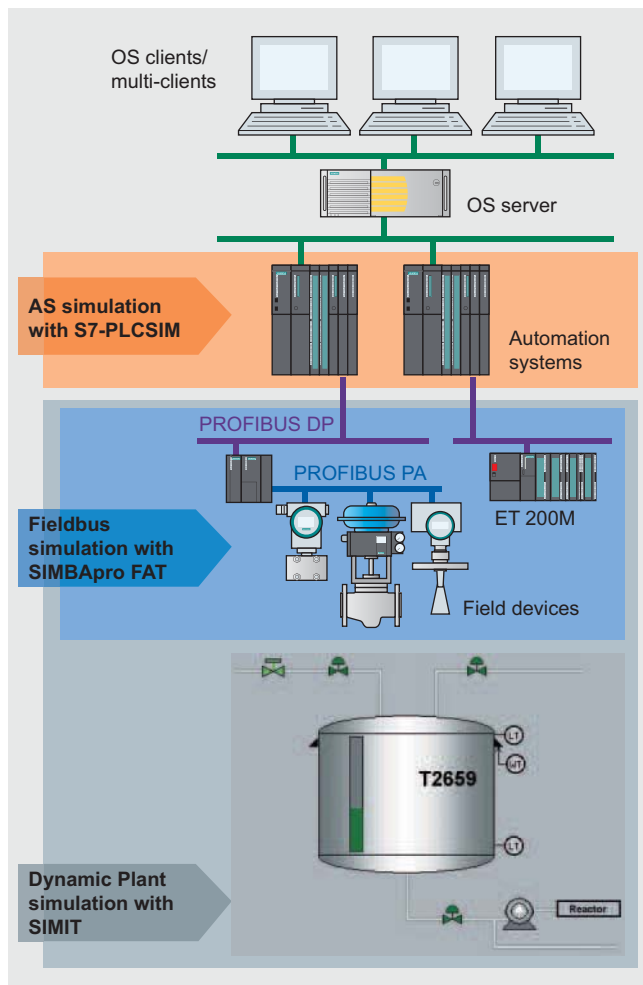 OS clients/
multi-clients
OS server
AS simulation
with S7-PLCSIM
Automation
systems
PROFIBUS DP
PROFIBUS PA
ET 200M
Fieldbus
simulation with
SIMBApro FAT
Field devices
LT
WT
T2659
LT
Dynamic Plant
simulation with
SIMIT
Reactor